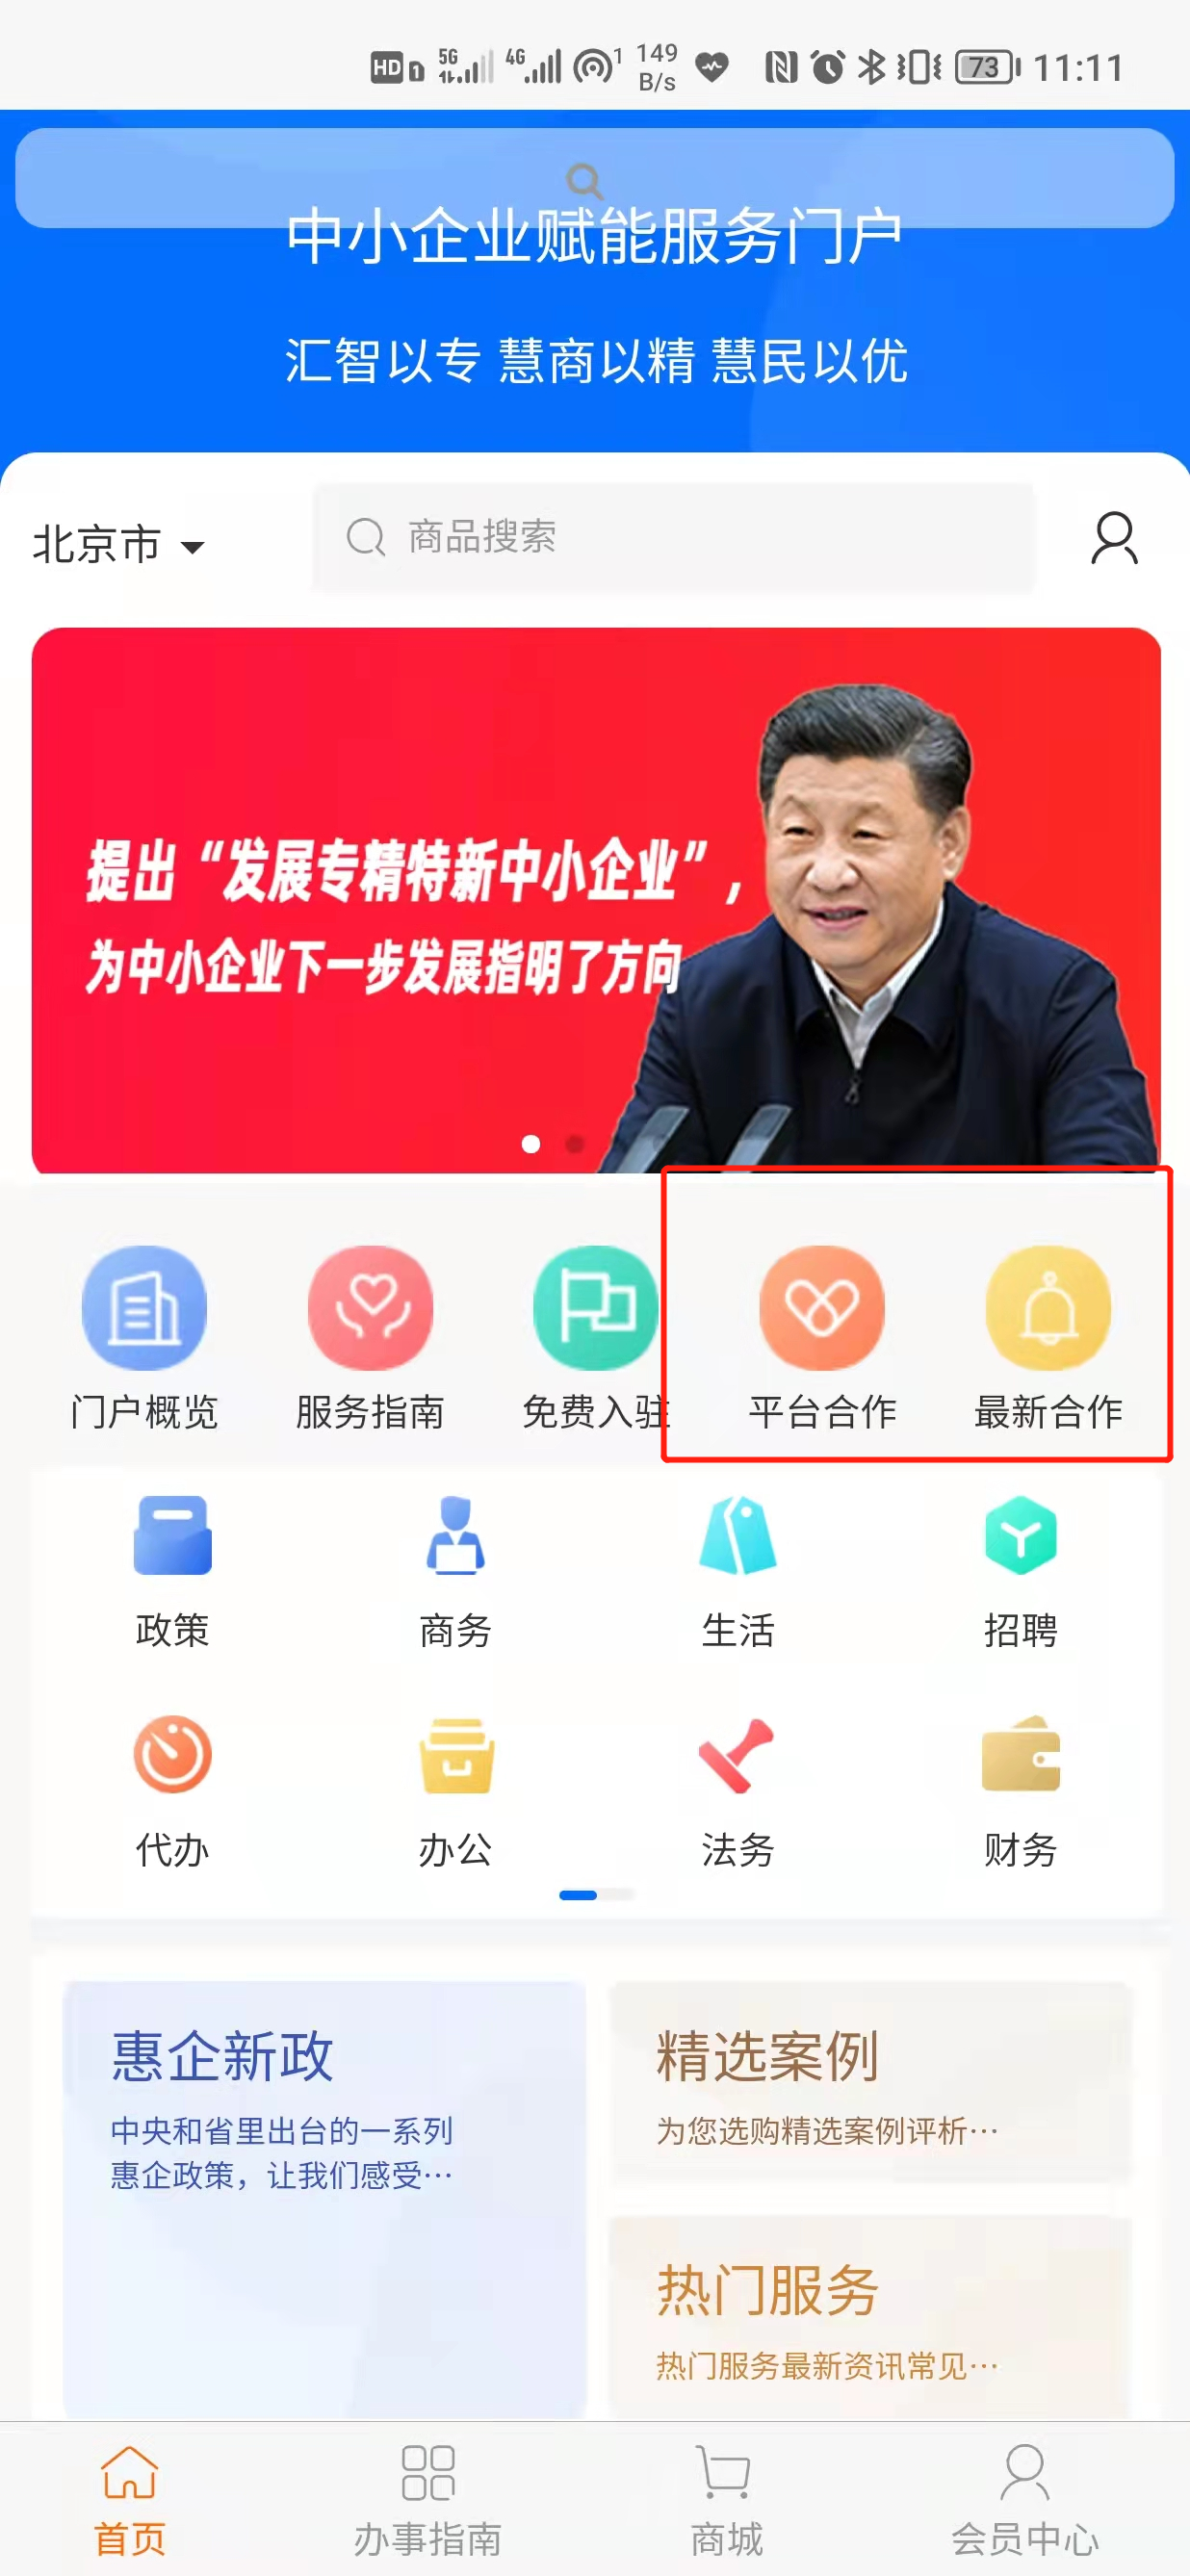 HD 1 5G 4G 1 149 B/s 73 11:11
中小企业赋能服务门户
汇智以专 慧商以精 慧民以优
北京市 商品搜索
提出“发展专精特新中小企业”，
为中小企业下一步发展指明了方向
门户概览 服务指南 免费入驻 平台合作 最新合作
政策 商务 生活 招聘
代办 办公 法务 财务
惠企新政
中央和省里出台的一系列
惠企政策，让我们感受…
精选案例
为您选购精选案例评析…
热门服务
热门服务最新资讯常见…
首页 办事指南 商城 会员中心